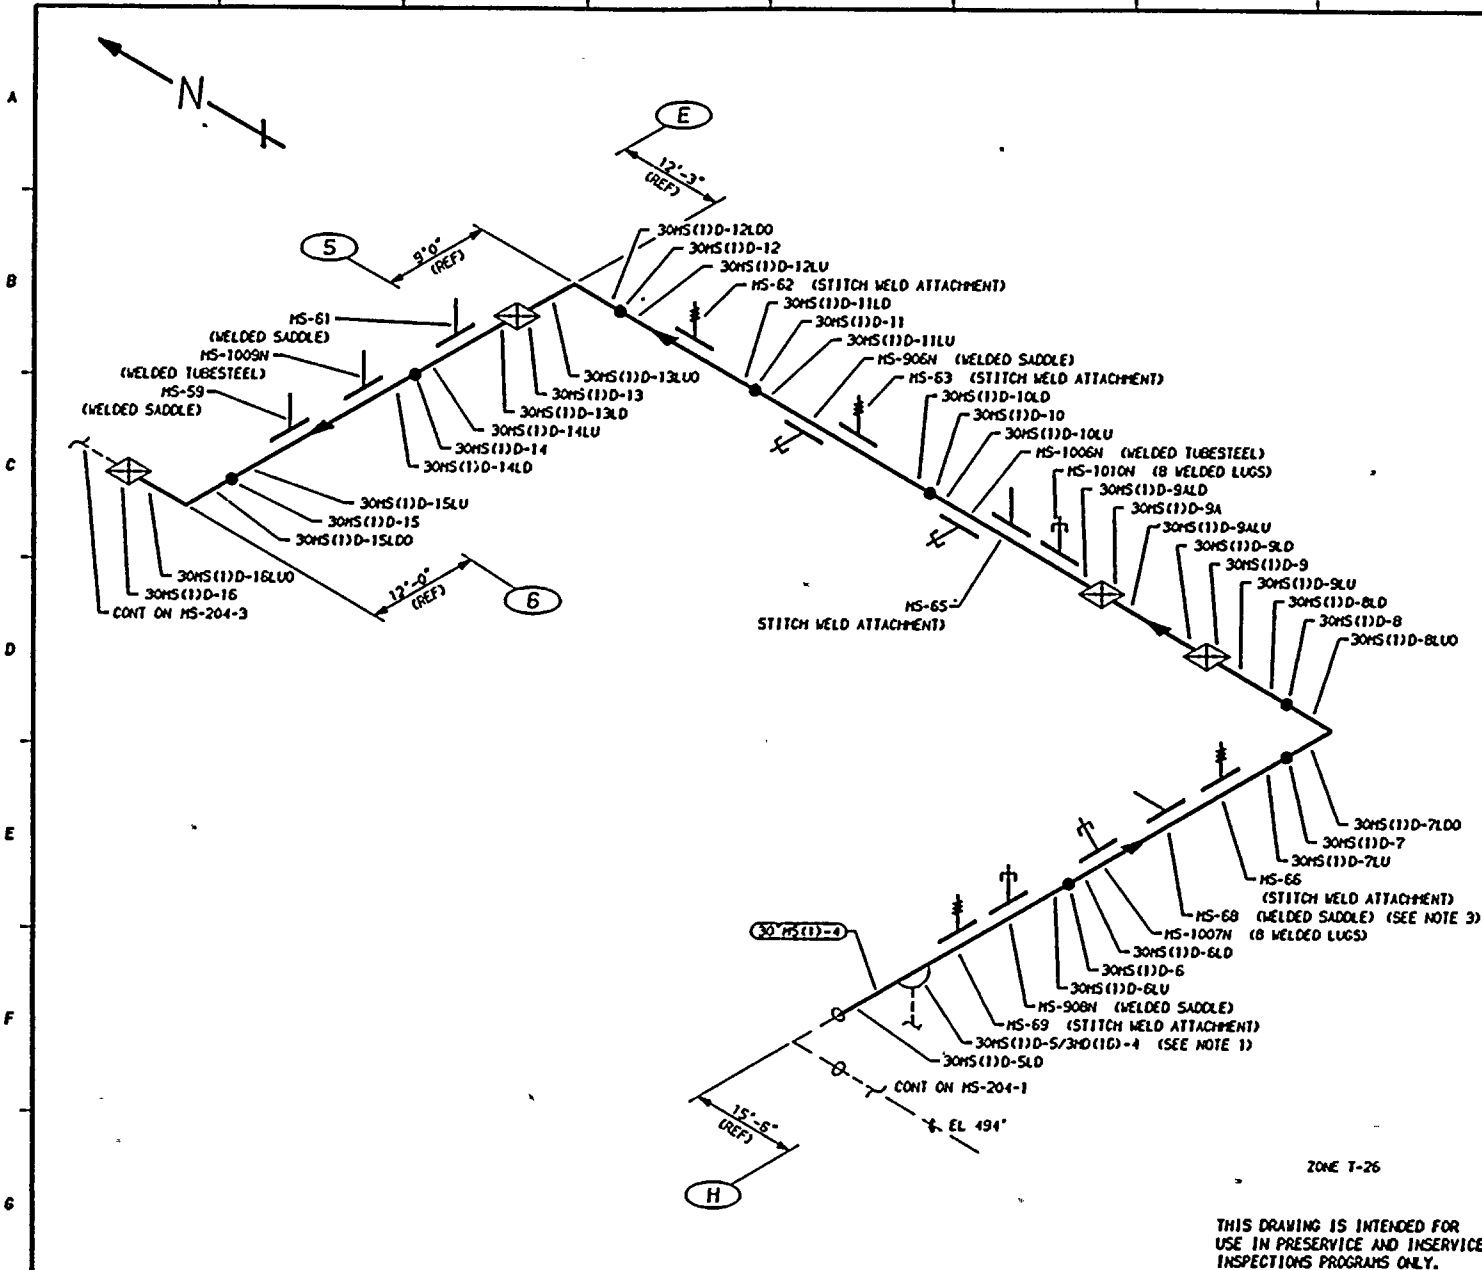 A
B
C
D
E
F
G
N
E
12'-3"
(REF)
5
9'0"
(REF)
30MS(1)D-12LDO
30MS(1)D-12
30MS(1)D-12LU
MS-62 (STITCH WELD ATTACHMENT)
30MS(1)D-11LD
30MS(1)D-11
30MS(1)D-11LU
MS-906N (WELDED SADDLE)
MS-63 (STITCH WELD ATTACHMENT)
30MS(1)D-10LD
30MS(1)D-10
30MS(1)D-10LU
MS-1006N (WELDED TUBESTEEL)
MS-1010N (8 WELDED LUGS)
30MS(1)D-9ALD
30MS(1)D-9A
30MS(1)D-9ALU
30MS(1)D-9LD
30MS(1)D-9
30MS(1)D-9LU
30MS(1)D-8LD
30MS(1)D-8
30MS(1)D-8LUO
MS-61
(WELDED SADDLE)
MS-1009N
(WELDED TUBESTEEL)
MS-59
(WELDED SADDLE)
30MS(1)D-13LUO
30MS(1)D-13
30MS(1)D-13LD
30MS(1)D-14LU
30MS(1)D-14
30MS(1)D-14LD
30MS(1)D-15LU
30MS(1)D-15
30MS(1)D-15LDO
30MS(1)D-16LUO
30MS(1)D-16
CONT ON MS-204-3
12'-0"
(REF)
6
MS-65
STITCH WELD ATTACHMENT)
30MS(1)D-7LDO
30MS(1)D-7
30MS(1)D-7LU
MS-66
(STITCH WELD ATTACHMENT)
MS-68 (WELDED SADDLE) (SEE NOTE 3)
MS-1007N (8 WELDED LUGS)
30MS(1)D-6LD
30MS(1)D-6
30MS(1)D-6LU
MS-908N (WELDED SADDLE)
MS-69 (STITCH WELD ATTACHMENT)
30MS(1)D-5/3MD(16)-4 (SEE NOTE 1)
30MS(1)D-5LD
30"MS(1)-4
CONT ON MS-204-1
℄ EL 494'
15'-6"
(REF)
H
ZONE T-26
THIS DRAWING IS INTENDED FOR
USE IN PRESERVICE AND INSERVICE
INSPECTIONS PROGRAMS ONLY.